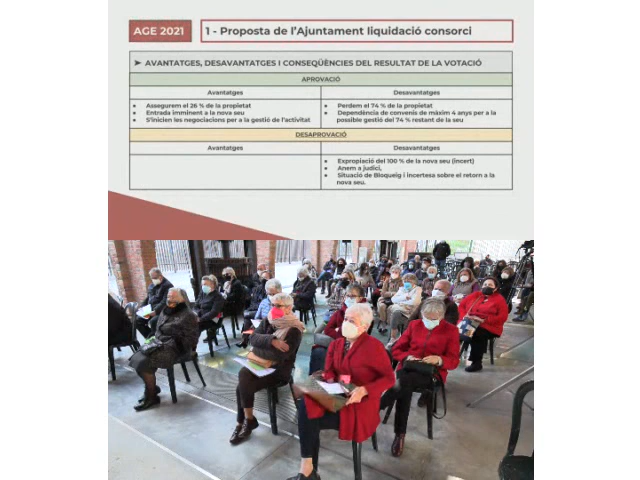 AGE 2021
1 - Proposta de l'Ajuntament liquidació consorci
➤ AVANTATGES, DESAVANTATGES I CONSEQÜÈNCIES DEL RESULTAT DE LA VOTACIÓ
APROVACIÓ
Avantatges
Desavantatges
● Assegurem el 26 % de la propietat
● Entrada imminent a la nova seu
● S'inicien les negociacions per a la gestió de l'activitat
● Perdem el 74 % de la propietat
● Dependència de convenis de màxim 4 anys per a la
possible gestió del 74 % restant de la seu
DESAPROVACIÓ
Avantatges
Desavantatges
● Expropiació del 100 % de la nova seu (incert)
● Anem a judici,
● Situació de Bloqueig i incertesa sobre el retorn a la
nova seu.